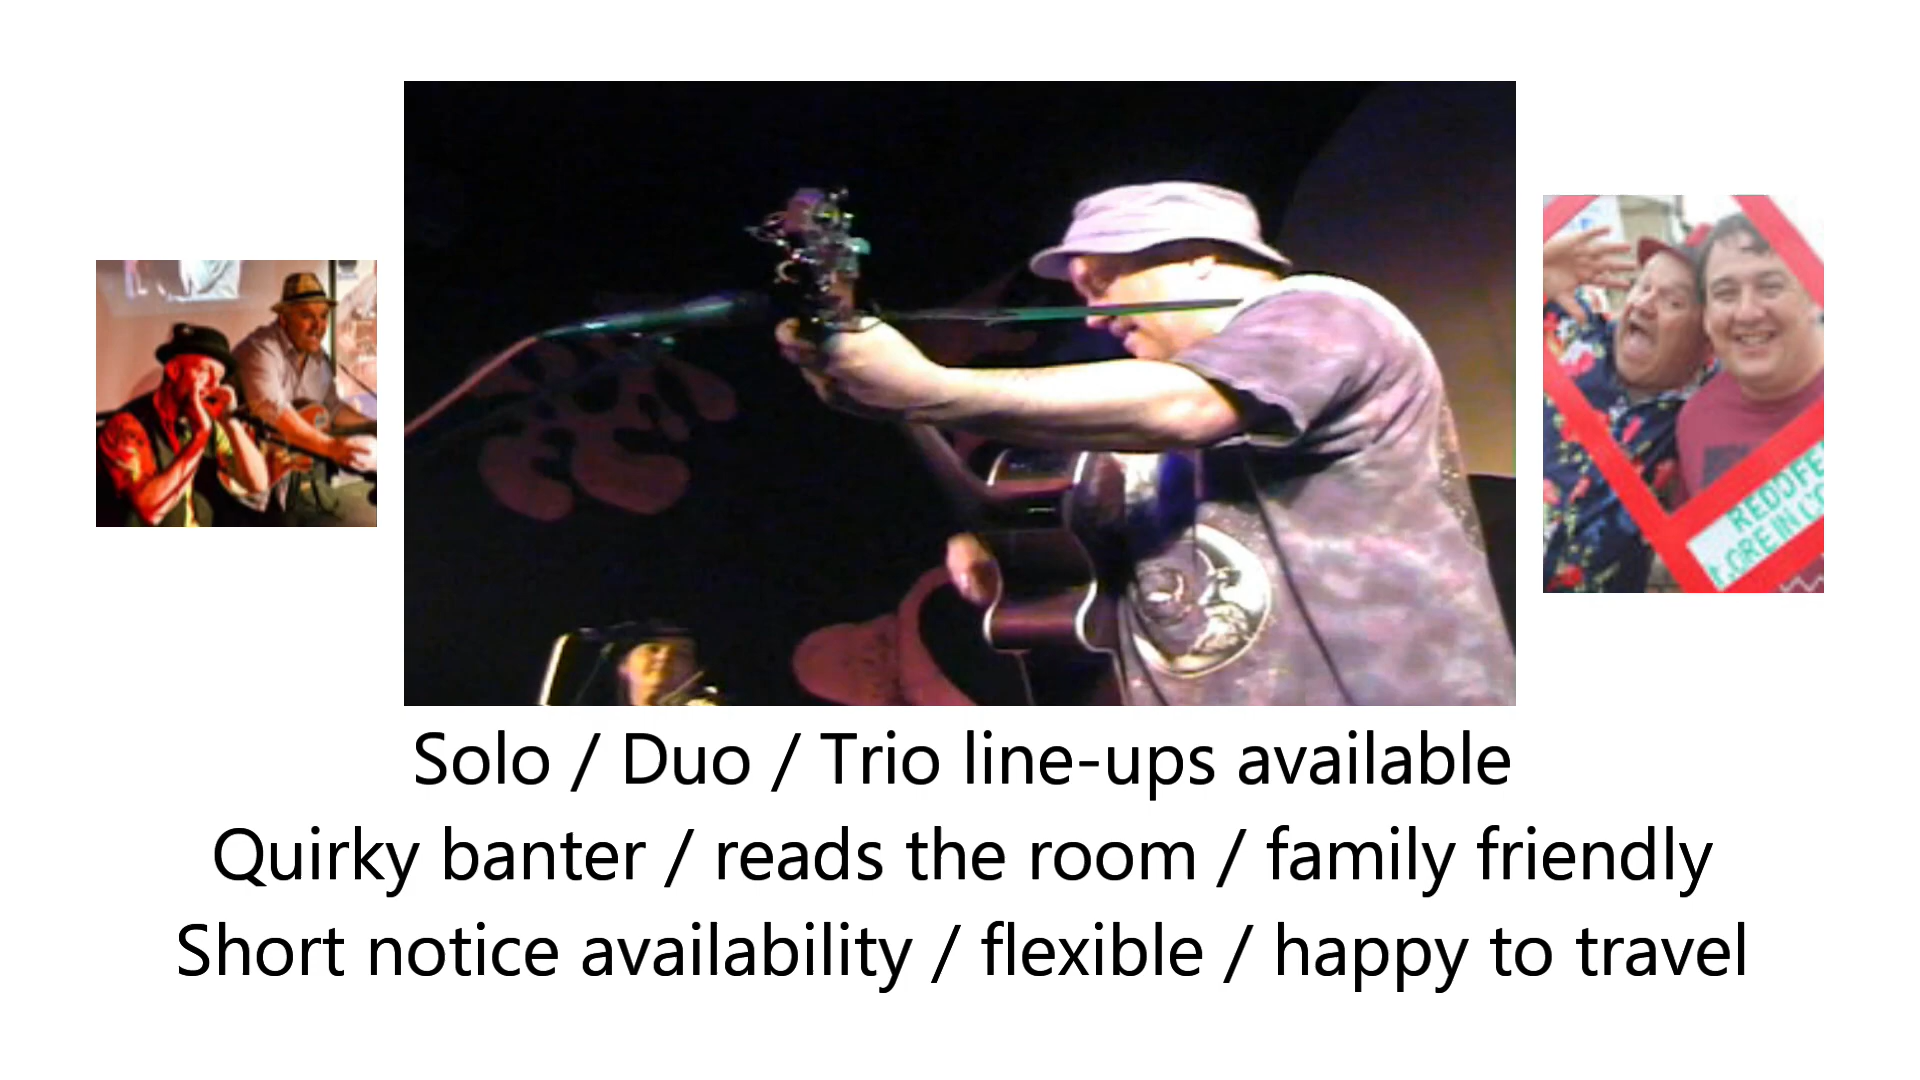 Solo / Duo / Trio line-ups available
Quirky banter / reads the room / family friendly
Short notice availability / flexible / happy to travel